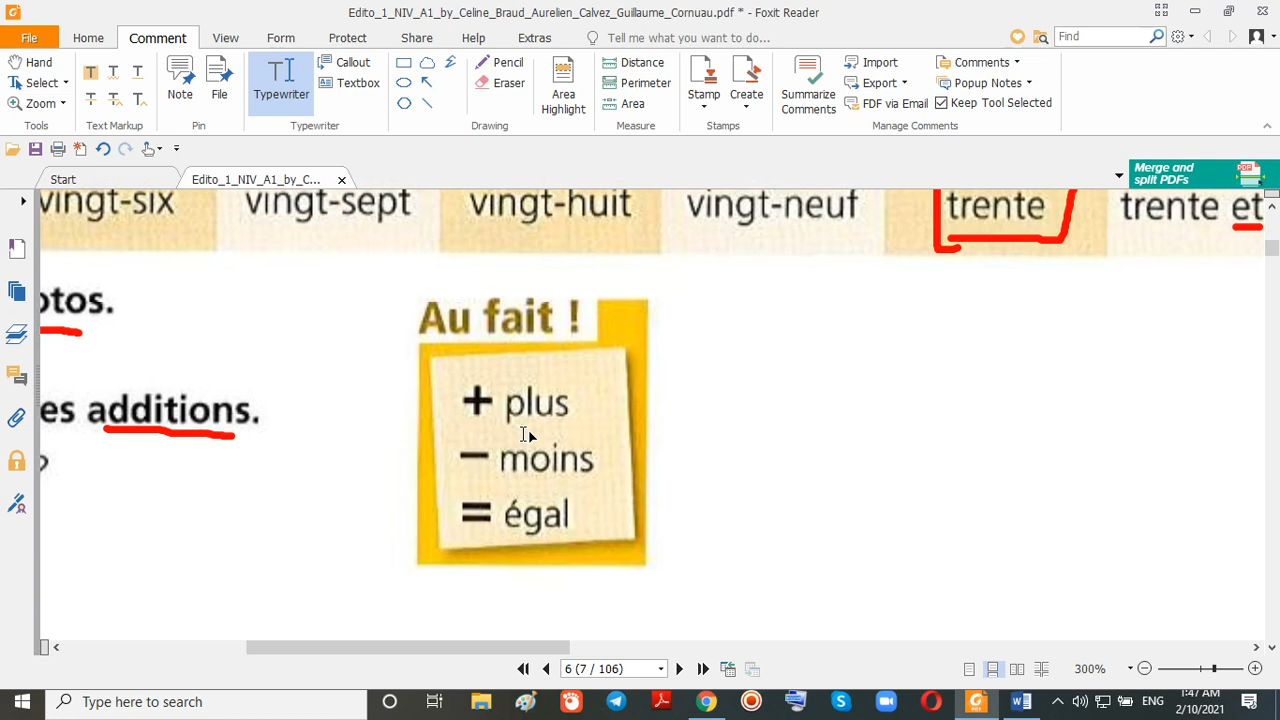 Edito_1_NIV_A1_by_Celine_Braud_Aurelien_Calvez_Guillaume_Cornuau.pdf * - Foxit Reader
File Home Comment View Form Protect Share Help Extras Tell me what you want to do... Find
Hand Select Zoom Tools
Text Markup
Note File Pin
Typewriter Callout Textbox Typewriter
Pencil Eraser Area Highlight Drawing
Distance Perimeter Area Measure
Stamp Create Stamps
Summarize Comments Import Export FDF via Email Comments Popup Notes Keep Tool Selected Manage Comments
Start Edito_1_NIV_A1_by_C... Merge and split PDFs
vingt-six vingt-sept vingt-huit vingt-neuf trente trente et
otos.
Au fait !
+ plus
es additions.
− moins
?
= égal
6 (7 / 106) 300%
Type here to search ENG 1:47 AM
2/10/2021